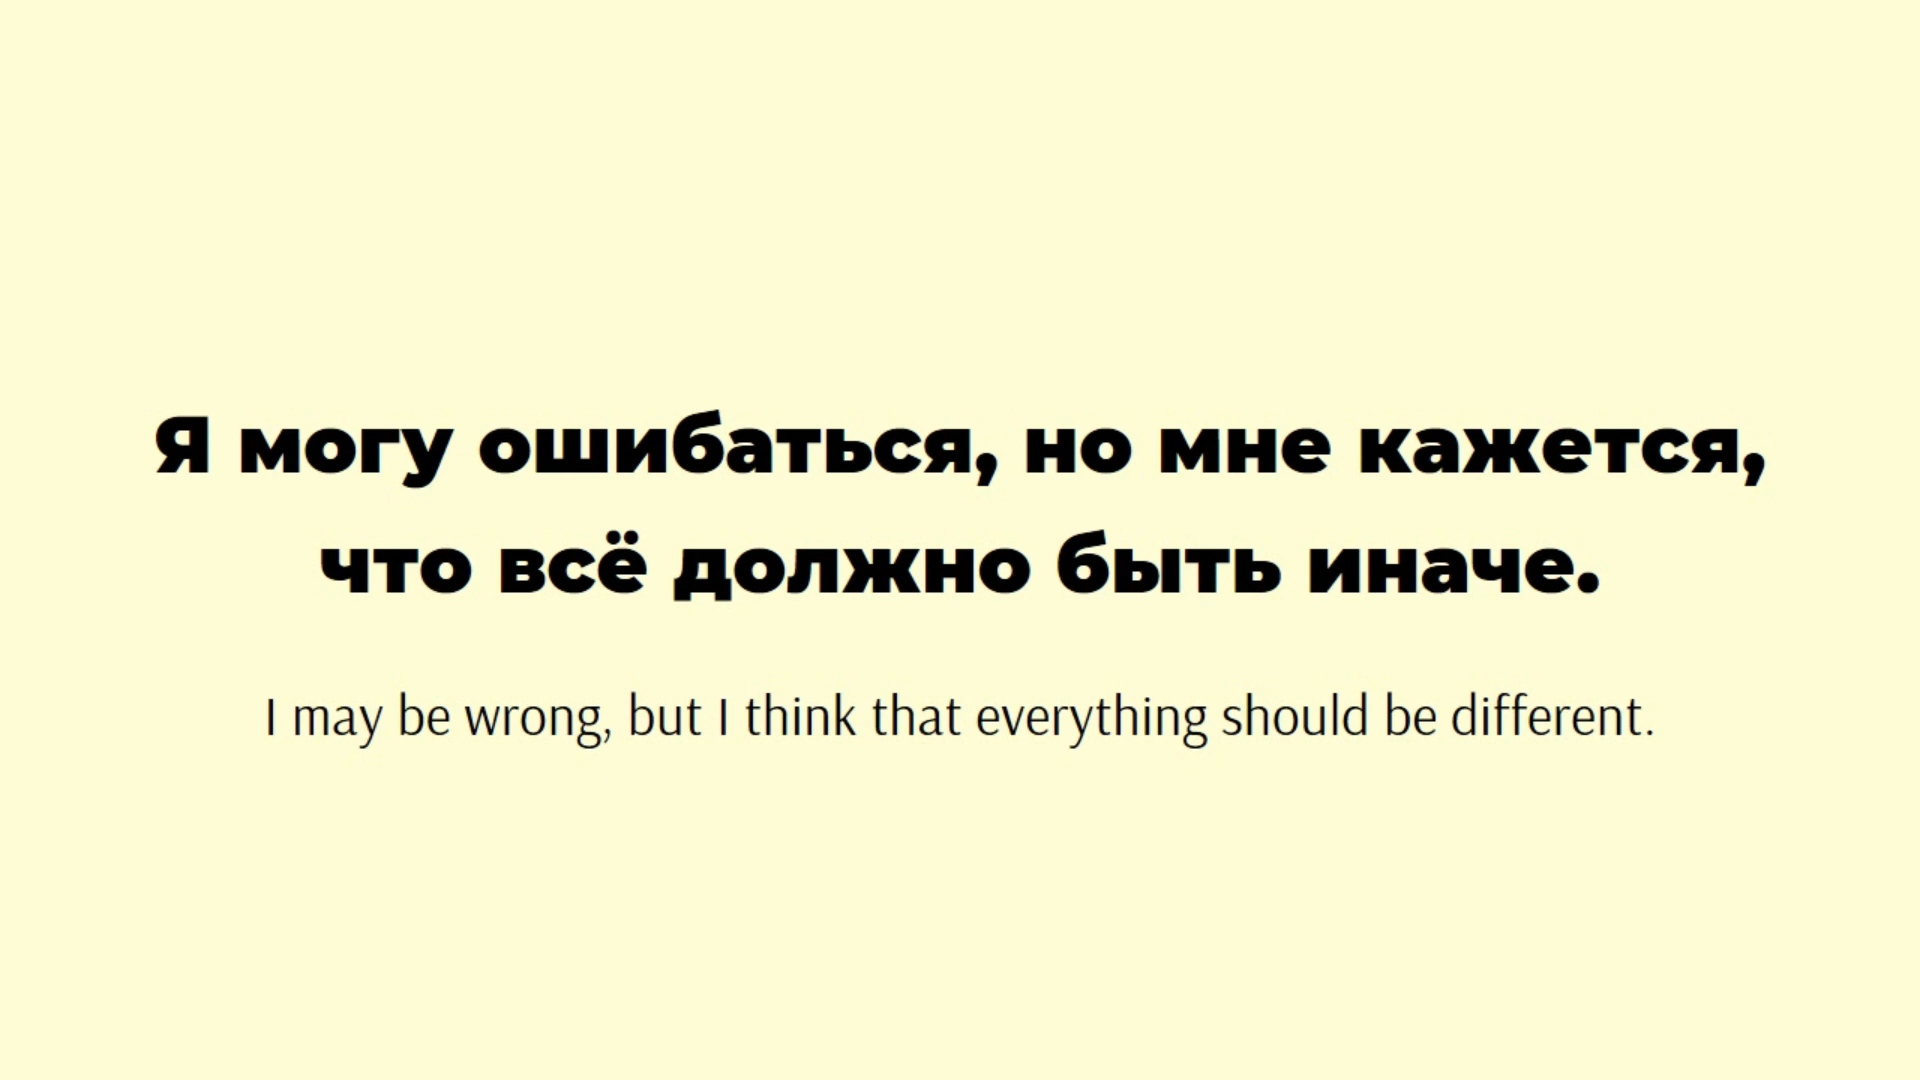 Я могу ошибаться, но мне кажется,
что всё должно быть иначе.
I may be wrong, but I think that everything should be different.